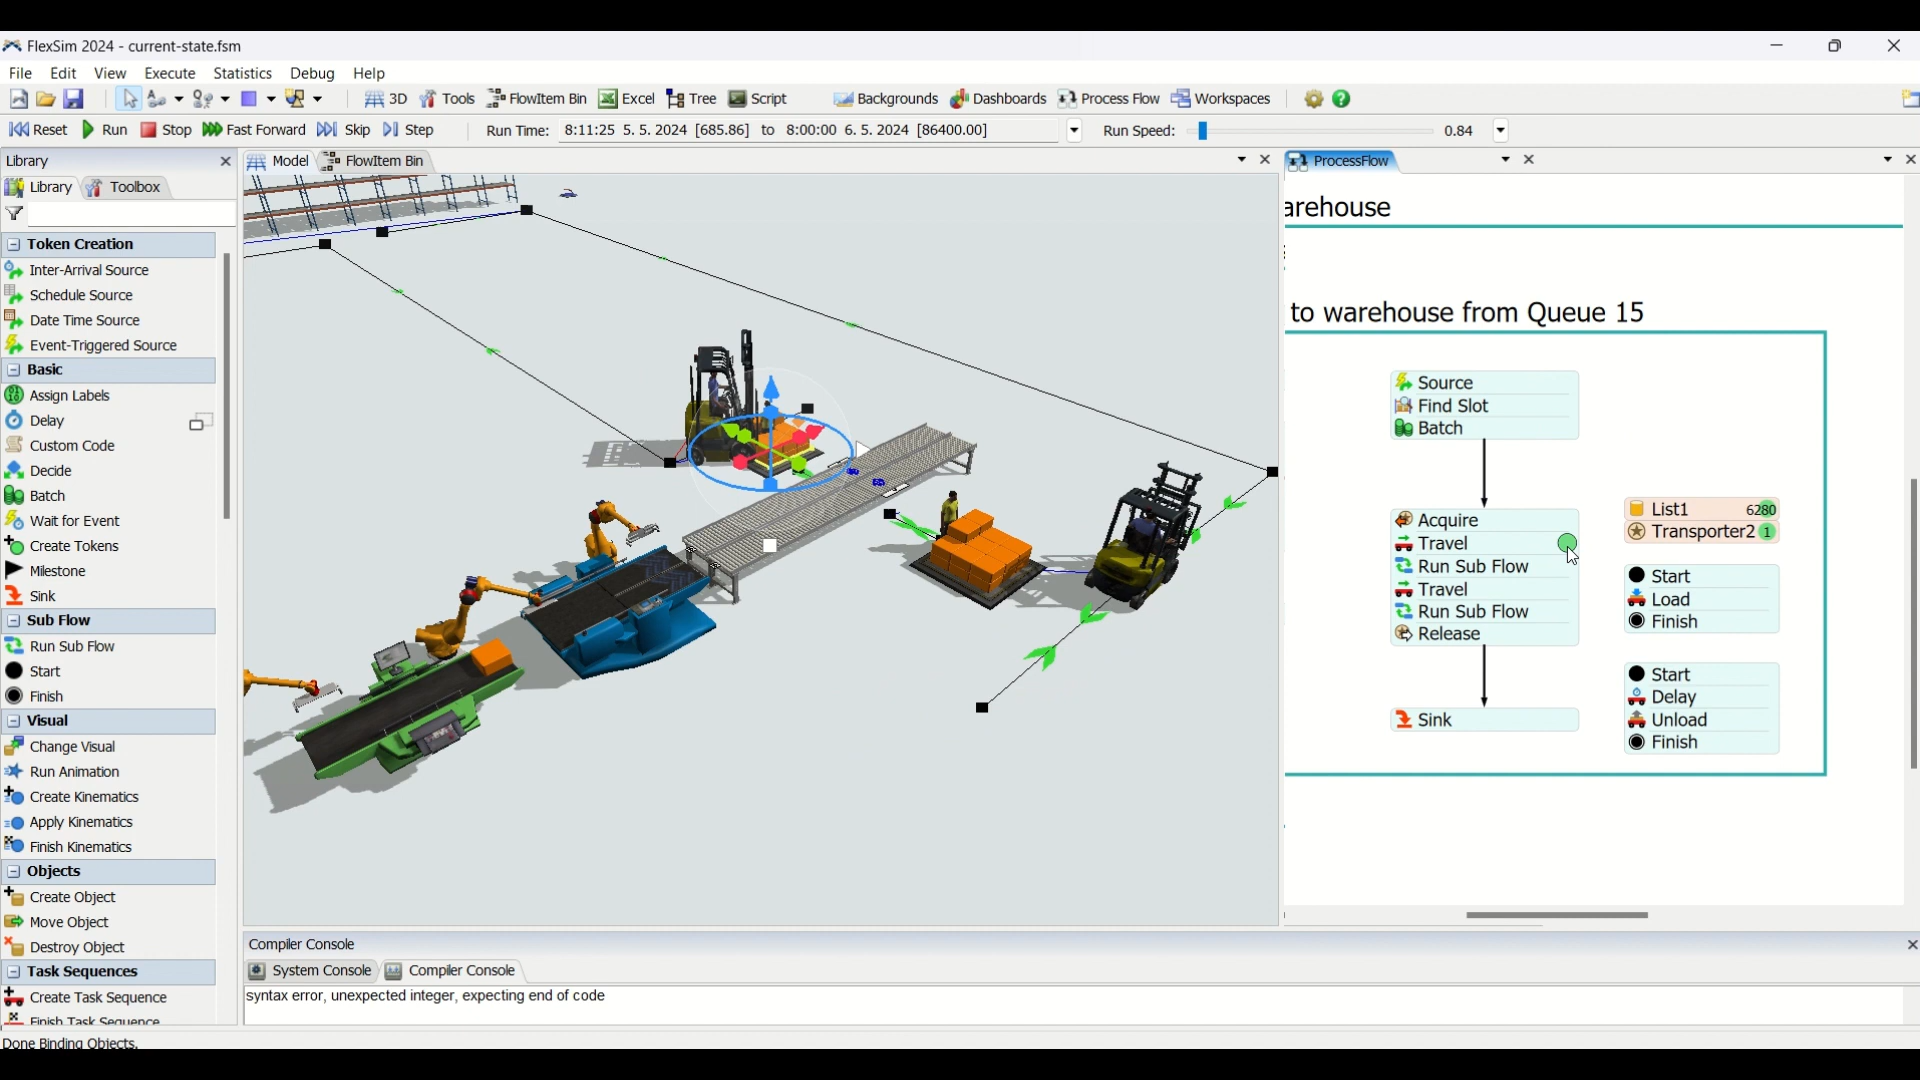 FlexSim 2024 - current-state.fsm
File Edit View Execute Statistics Debug Help
3D Tools FlowItem Bin Excel Tree Script Backgrounds Dashboards Process Flow Workspaces
Reset Run Stop Fast Forward Skip Step Run Time: 8:11:25 5. 5. 2024 [685.86] to 8:00:00 6. 5. 2024 [86400.00] Run Speed: 0.84
Library
Library Toolbox
Token Creation
Inter-Arrival Source
Schedule Source
Date Time Source
Event-Triggered Source
Basic
Assign Labels
Delay
Custom Code
Decide
Batch
Wait for Event
Create Tokens
Milestone
Sink
Sub Flow
Run Sub Flow
Start
Finish
Visual
Change Visual
Run Animation
Create Kinematics
Apply Kinematics
Finish Kinematics
Objects
Create Object
Move Object
Destroy Object
Task Sequences
Create Task Sequence
Finish Task Sequence
Model FlowItem Bin
ProcessFlow
arehouse
to warehouse from Queue 15
Source
Find Slot
Batch
Acquire
Travel
Run Sub Flow
Travel
Run Sub Flow
Release
Sink
List1 6280
Transporter2 1
Start
Load
Finish
Start
Delay
Unload
Finish
Compiler Console
System Console Compiler Console
syntax error, unexpected integer, expecting end of code
Done Binding Objects.